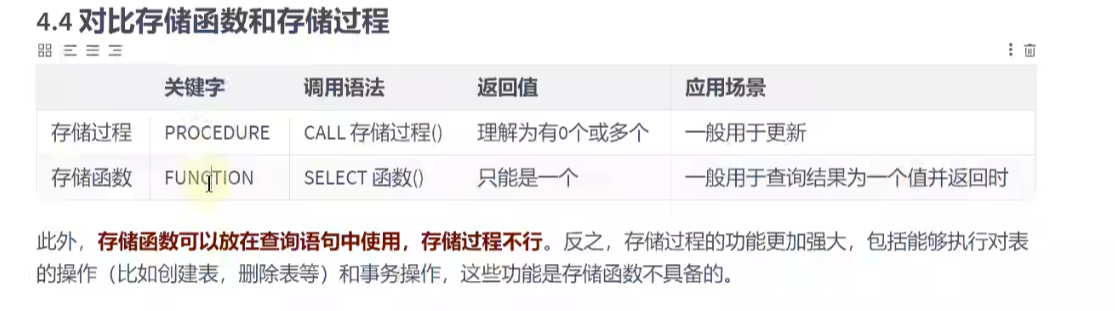 4.4 对比存储函数和存储过程
关键字 调用语法 返回值 应用场景
存储过程 PROCEDURE CALL 存储过程() 理解为有0个或多个 一般用于更新
存储函数 FUNCTION SELECT 函数() 只能是一个 一般用于查询结果为一个值并返回时
此外，存储函数可以放在查询语句中使用，存储过程不行。反之，存储过程的功能更加强大，包括能够执行对表
的操作（比如创建表，删除表等）和事务操作，这些功能是存储函数不具备的。